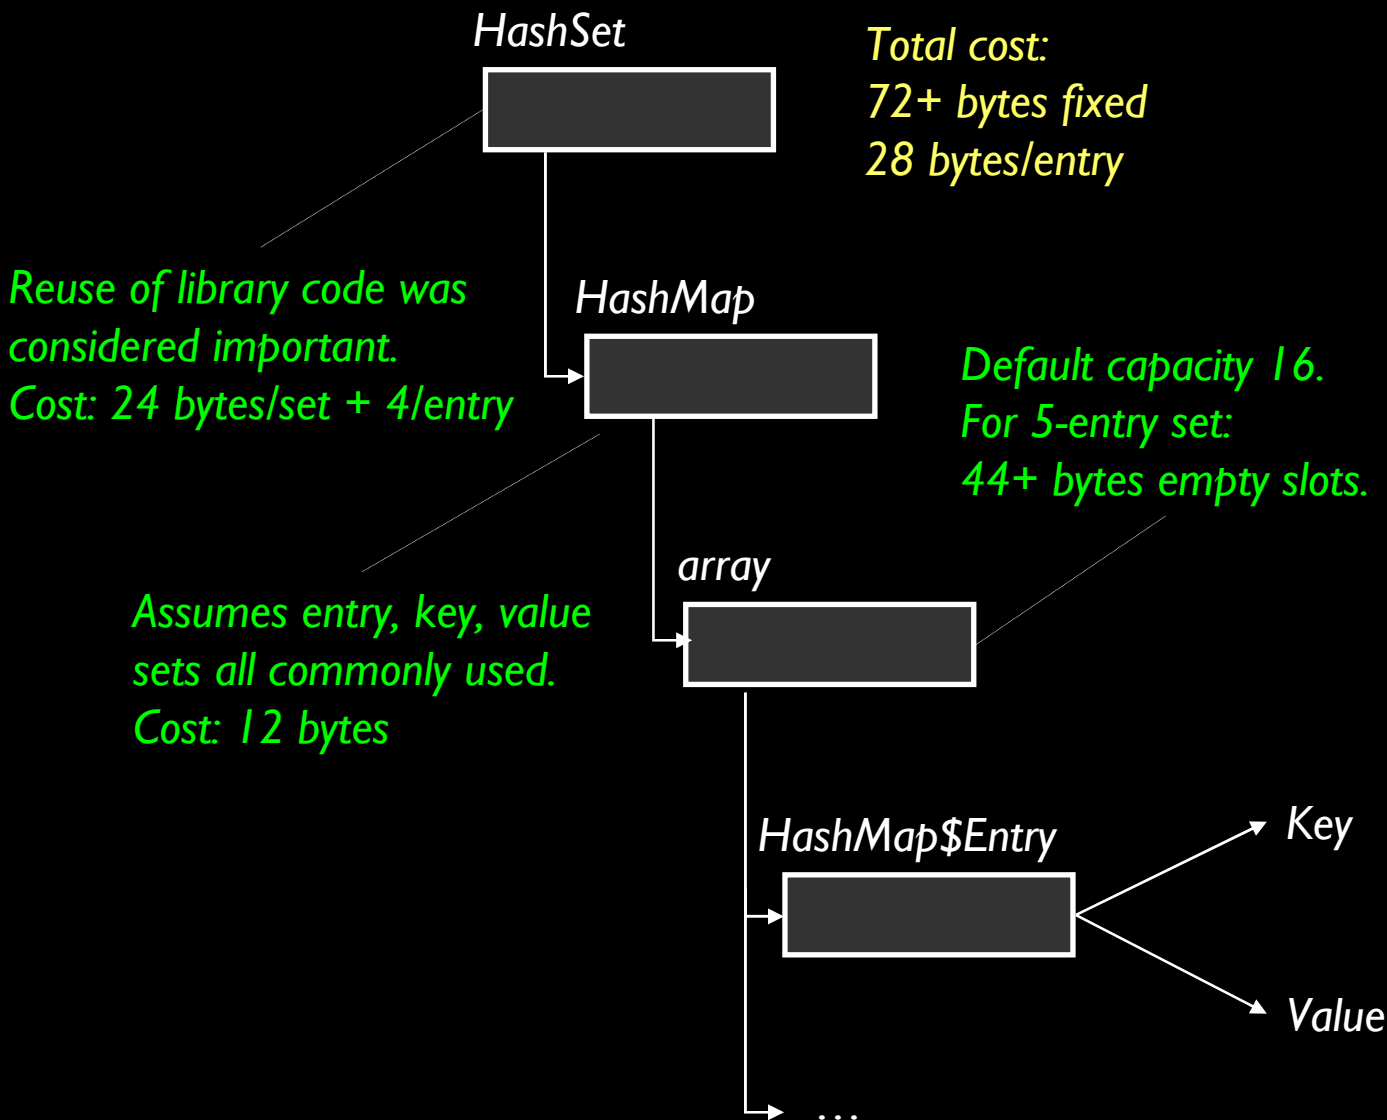 HashSet
Total cost:
72+ bytes fixed
28 bytes/entry
Reuse of library code was
considered important.
Cost: 24 bytes/set + 4/entry
HashMap
Default capacity 16.
For 5-entry set:
44+ bytes empty slots.
array
Assumes entry, key, value
sets all commonly used.
Cost: 12 bytes
HashMap$Entry
Key
Value
...